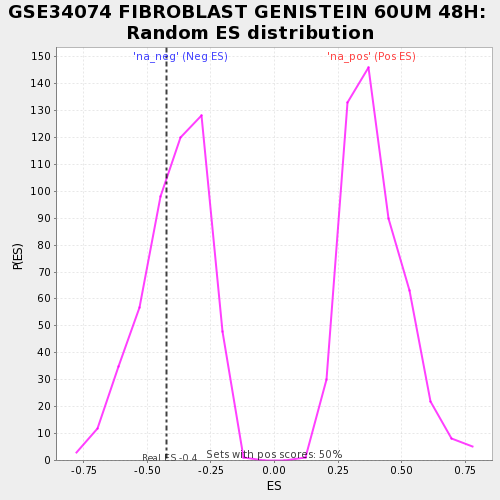 GSE34074 FIBROBLAST GENISTEIN 60UM 48H:
Random ES distribution
'na_neg' (Neg ES)
'na_pos' (Pos ES)
150
140
130
120
110
100
90
80
70
60
50
40
30
20
10
0
P(ES)
Real ES -0.4
Sets with pos scores: 50%
-0.75
-0.50
-0.25
0.00
0.25
0.50
0.75
ES